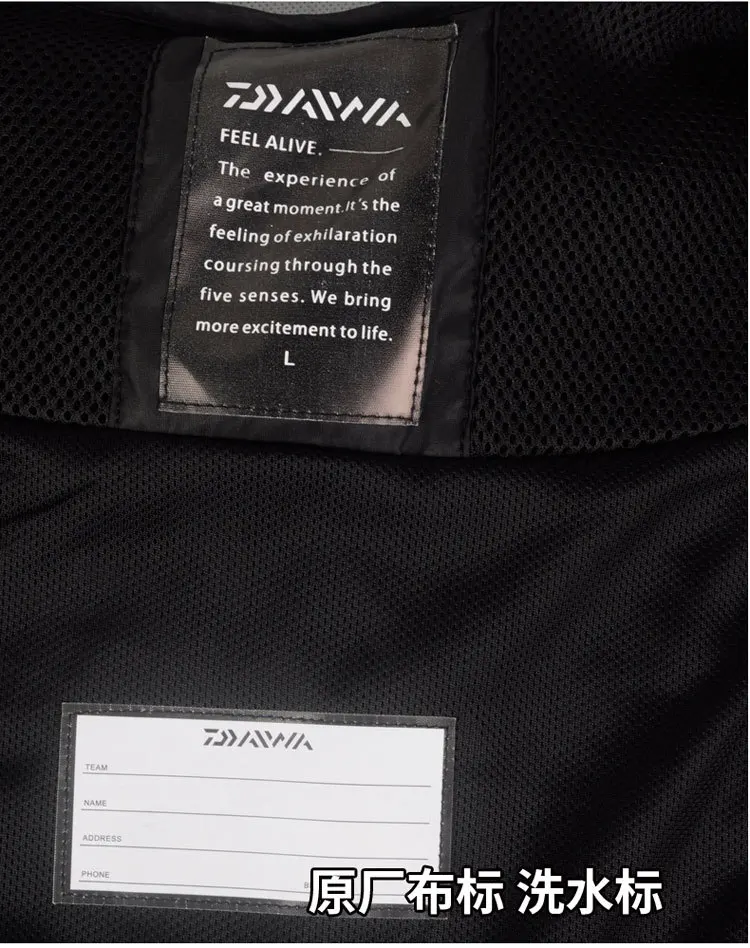 DAIWA
FEEL ALIVE.
The experience of
a great moment.It's the
feeling of exhilaration
coursing through the
five senses. We bring
more excitement to life.
L
DAIWA
TEAM
NAME
ADDRESS
PHONE
原厂布标 洗水标